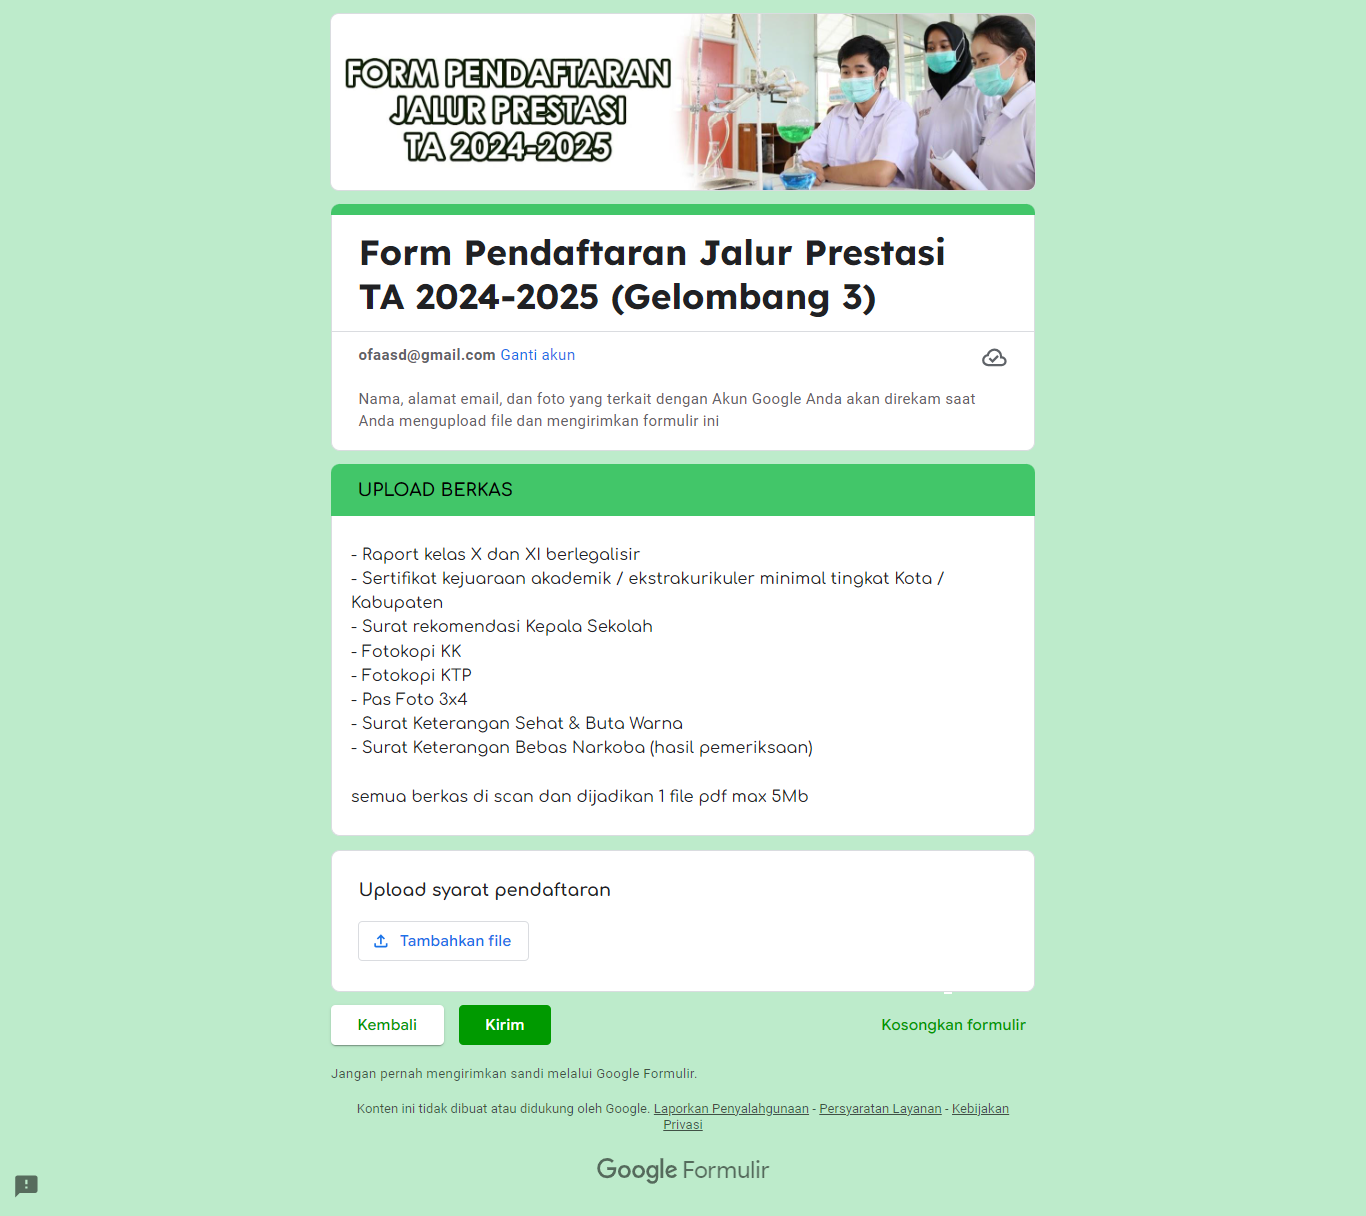 FORM PENDAFTARAN
JALUR PRESTASI
TA 2024-2025
Form Pendaftaran Jalur Prestasi
TA 2024-2025 (Gelombang 3)
ofaasd@gmail.com Ganti akun
Nama, alamat email, dan foto yang terkait dengan Akun Google Anda akan direkam saat
Anda mengupload file dan mengirimkan formulir ini
UPLOAD BERKAS
- Raport kelas X dan XI berlegalisir
- Sertifikat kejuaraan akademik / ekstrakurikuler minimal tingkat Kota /
Kabupaten
- Surat rekomendasi Kepala Sekolah
- Fotokopi KK
- Fotokopi KTP
- Pas Foto 3x4
- Surat Keterangan Sehat & Buta Warna
- Surat Keterangan Bebas Narkoba (hasil pemeriksaan)
semua berkas di scan dan dijadikan 1 file pdf max 5Mb
Upload syarat pendaftaran
Tambahkan file
Kembali Kirim Kosongkan formulir
Jangan pernah mengirimkan sandi melalui Google Formulir.
Konten ini tidak dibuat atau didukung oleh Google. Laporkan Penyalahgunaan - Persyaratan Layanan - Kebijakan
Privasi
Google Formulir